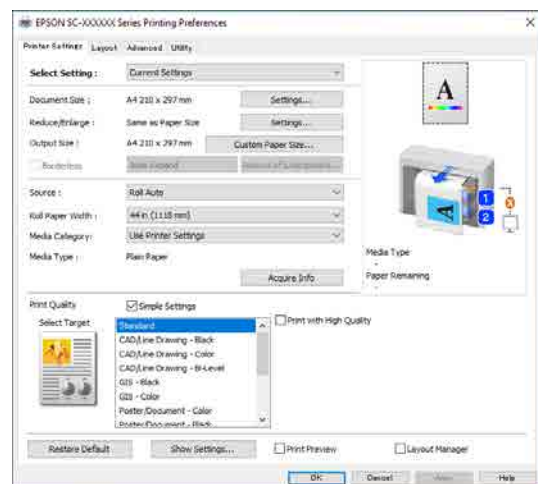 EPSON SC-XXXXXX Series Printing Preferences
Printer Settings Layout Advanced Utility
Select Setting : Current Settings
Document Size : A4 210 x 297 mm Settings...
Reduce/Enlarge : Same as Paper Size Settings...
Output Size : A4 210 x 297 mm Custom Paper Size...
Borderless
Source : Roll Auto
Roll Paper Width : 44 in (1118 mm)
Media Category : Use Printer Settings
Media Type : Plain Paper
Acquire Info
A
A
1
2
Media Type
-
Paper Remaining
-
Print Quality Simple Settings
Select Target
Standard
CAD/Line Drawing - Black
CAD/Line Drawing - Color
CAD/Line Drawing - Bi-Level
GIS - Black
GIS - Color
Poster/Document - Color
Poster/Document - Black
Print with High Quality
Restore Default Show Settings... Print Preview Layout Manager
OK Cancel Help